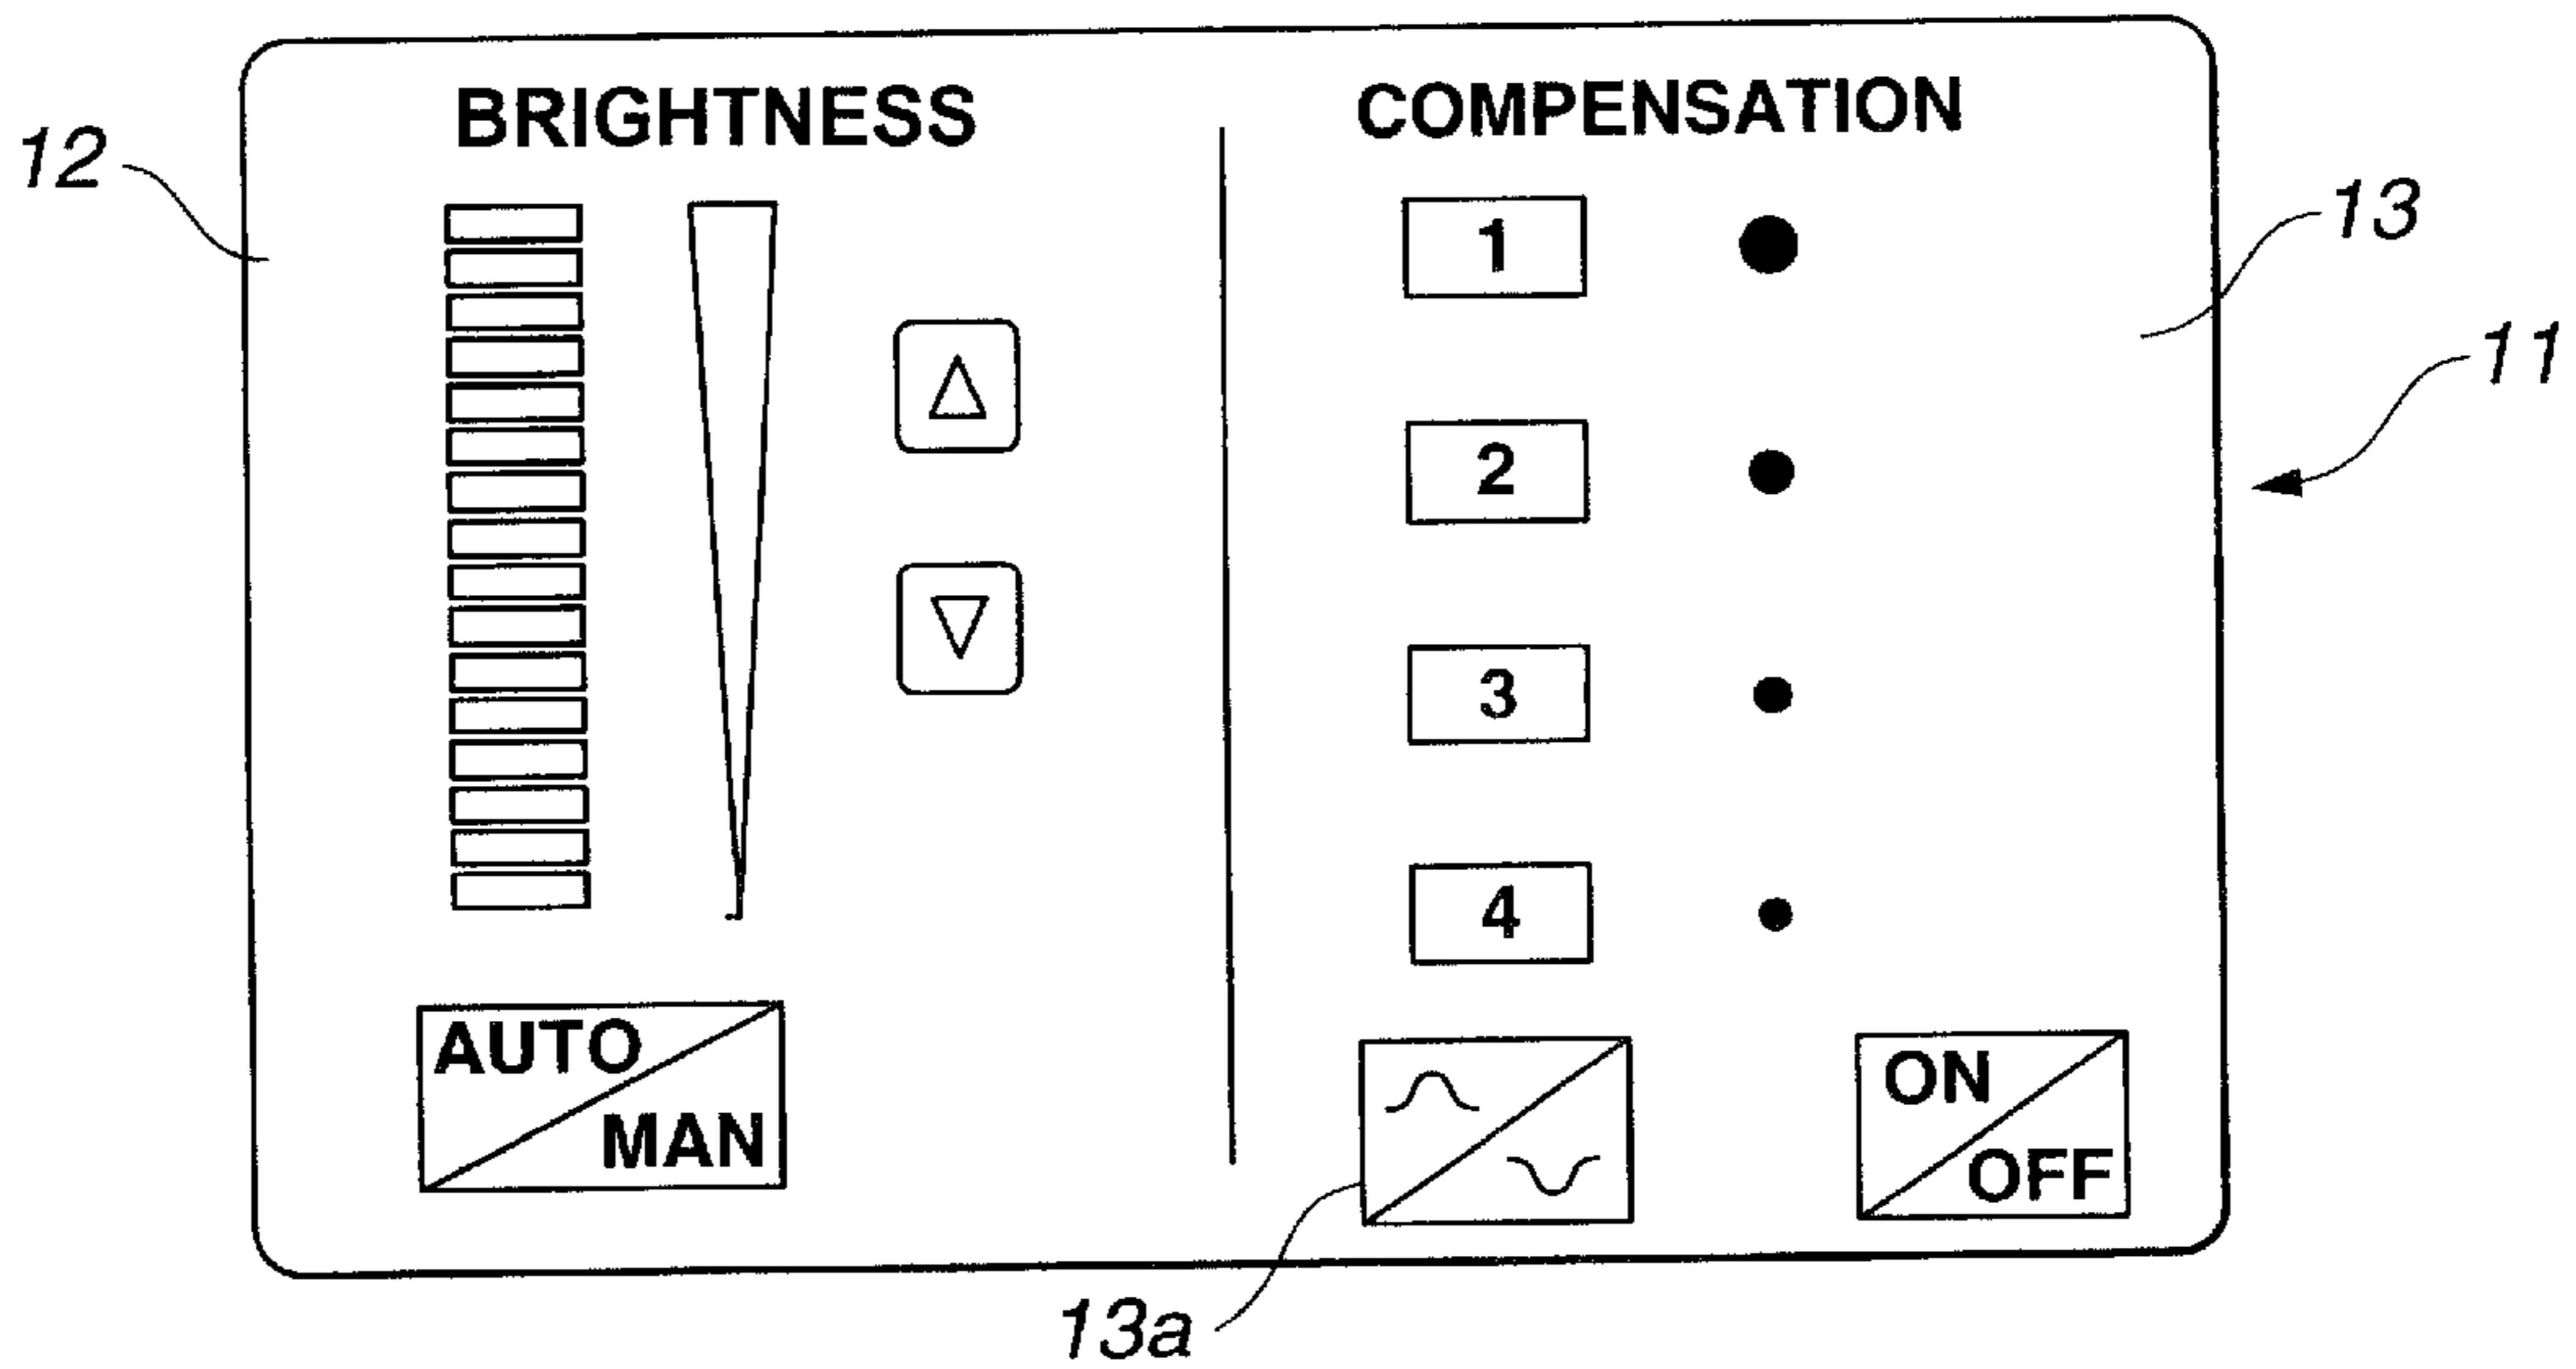 BRIGHTNESS
COMPENSATION
12
13
11
1
2
3
4
AUTO
MAN
ON
OFF
13a